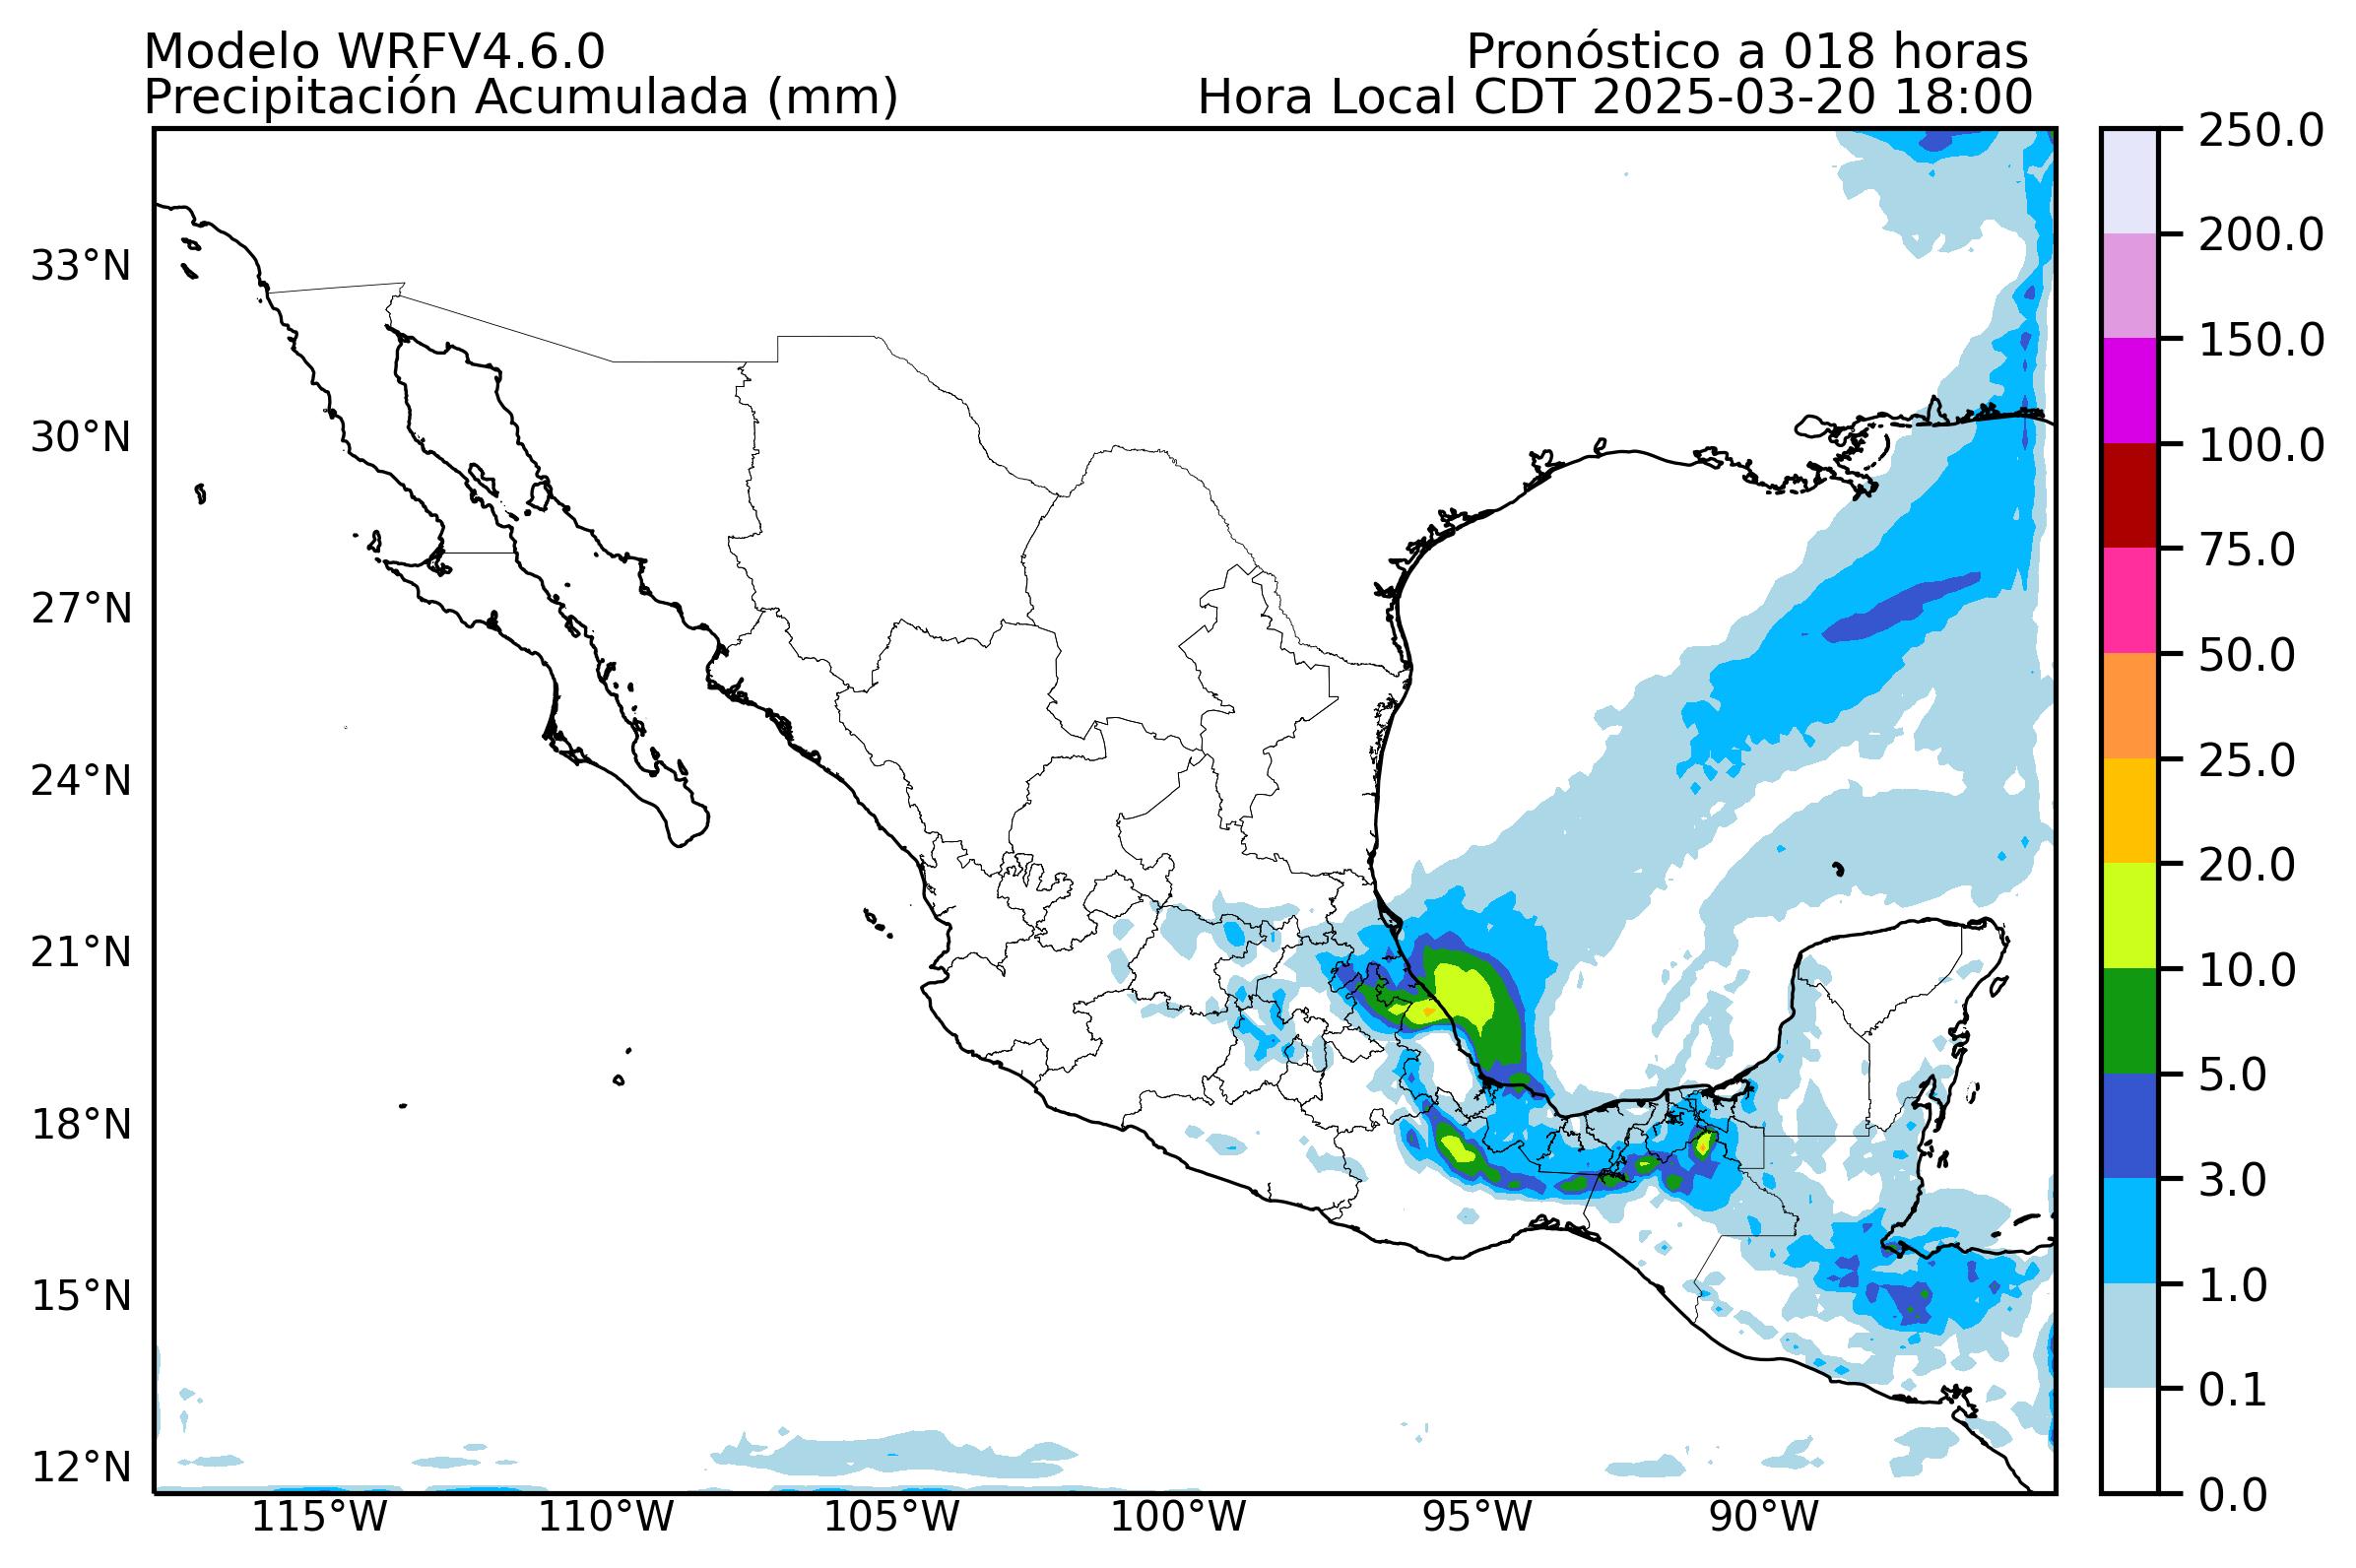 Modelo WRFV4.6.0
Pronóstico a 018 horas
Precipitación Acumulada (mm)
Hora Local CDT 2025-03-20 18:00
33°N
30°N
27°N
24°N
21°N
18°N
15°N
12°N
115°W
110°W
105°W
100°W
95°W
90°W
250.0
200.0
150.0
100.0
75.0
50.0
25.0
20.0
10.0
5.0
3.0
1.0
0.1
0.0